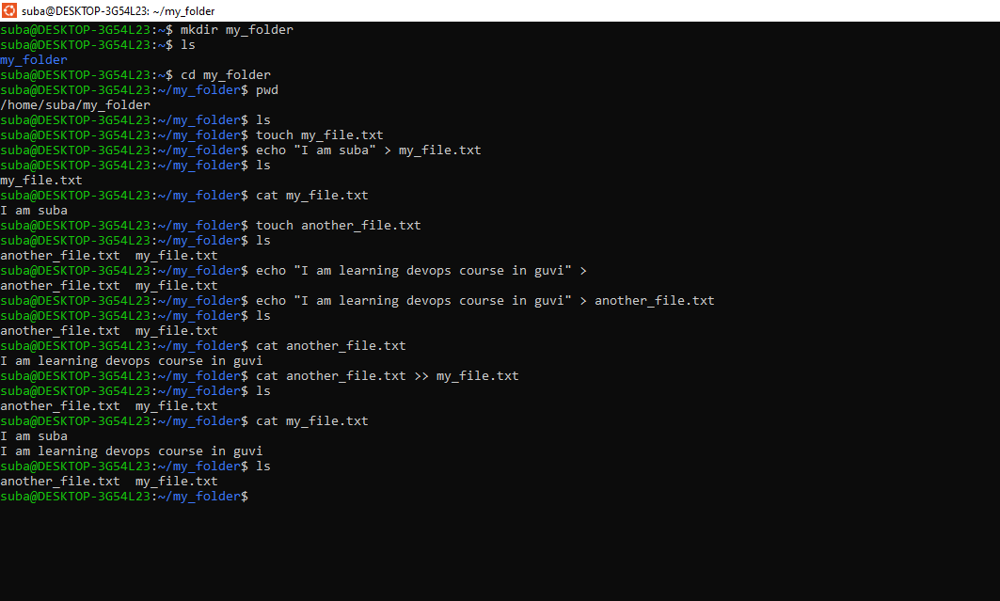 suba@DESKTOP-3G54L23: ~/my_folder
suba@DESKTOP-3G54L23:~$ mkdir my_folder
suba@DESKTOP-3G54L23:~$ ls
my_folder
suba@DESKTOP-3G54L23:~$ cd my_folder
suba@DESKTOP-3G54L23:~/my_folder$ pwd
/home/suba/my_folder
suba@DESKTOP-3G54L23:~/my_folder$ ls
suba@DESKTOP-3G54L23:~/my_folder$ touch my_file.txt
suba@DESKTOP-3G54L23:~/my_folder$ echo "I am suba" > my_file.txt
suba@DESKTOP-3G54L23:~/my_folder$ ls
my_file.txt
suba@DESKTOP-3G54L23:~/my_folder$ cat my_file.txt
I am suba
suba@DESKTOP-3G54L23:~/my_folder$ touch another_file.txt
suba@DESKTOP-3G54L23:~/my_folder$ ls
another_file.txt  my_file.txt
suba@DESKTOP-3G54L23:~/my_folder$ echo "I am learning devops course in guvi" >
another_file.txt  my_file.txt
suba@DESKTOP-3G54L23:~/my_folder$ echo "I am learning devops course in guvi" > another_file.txt
suba@DESKTOP-3G54L23:~/my_folder$ ls
another_file.txt  my_file.txt
suba@DESKTOP-3G54L23:~/my_folder$ cat another_file.txt
I am learning devops course in guvi
suba@DESKTOP-3G54L23:~/my_folder$ cat another_file.txt >> my_file.txt
suba@DESKTOP-3G54L23:~/my_folder$ ls
another_file.txt  my_file.txt
suba@DESKTOP-3G54L23:~/my_folder$ cat my_file.txt
I am suba
I am learning devops course in guvi
suba@DESKTOP-3G54L23:~/my_folder$ ls
another_file.txt  my_file.txt
suba@DESKTOP-3G54L23:~/my_folder$